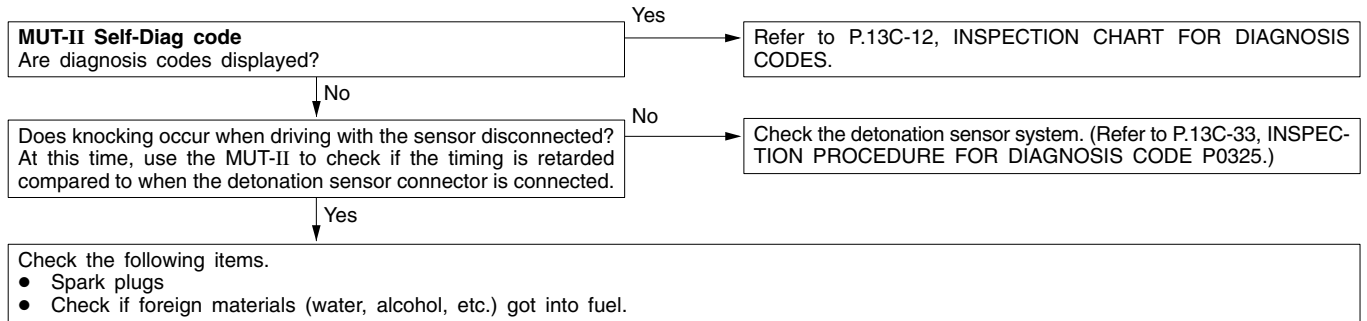 MUT-II Self-Diag code
Are diagnosis codes displayed?
Yes
Refer to P.13C-12, INSPECTION CHART FOR DIAGNOSIS
CODES.
No
Does knocking occur when driving with the sensor disconnected?
At this time, use the MUT-II to check if the timing is retarded
compared to when the detonation sensor connector is connected.
No
Check the detonation sensor system. (Refer to P.13C-33, INSPEC-
TION PROCEDURE FOR DIAGNOSIS CODE P0325.)
Yes
Check the following items.
● Spark plugs
● Check if foreign materials (water, alcohol, etc.) got into fuel.